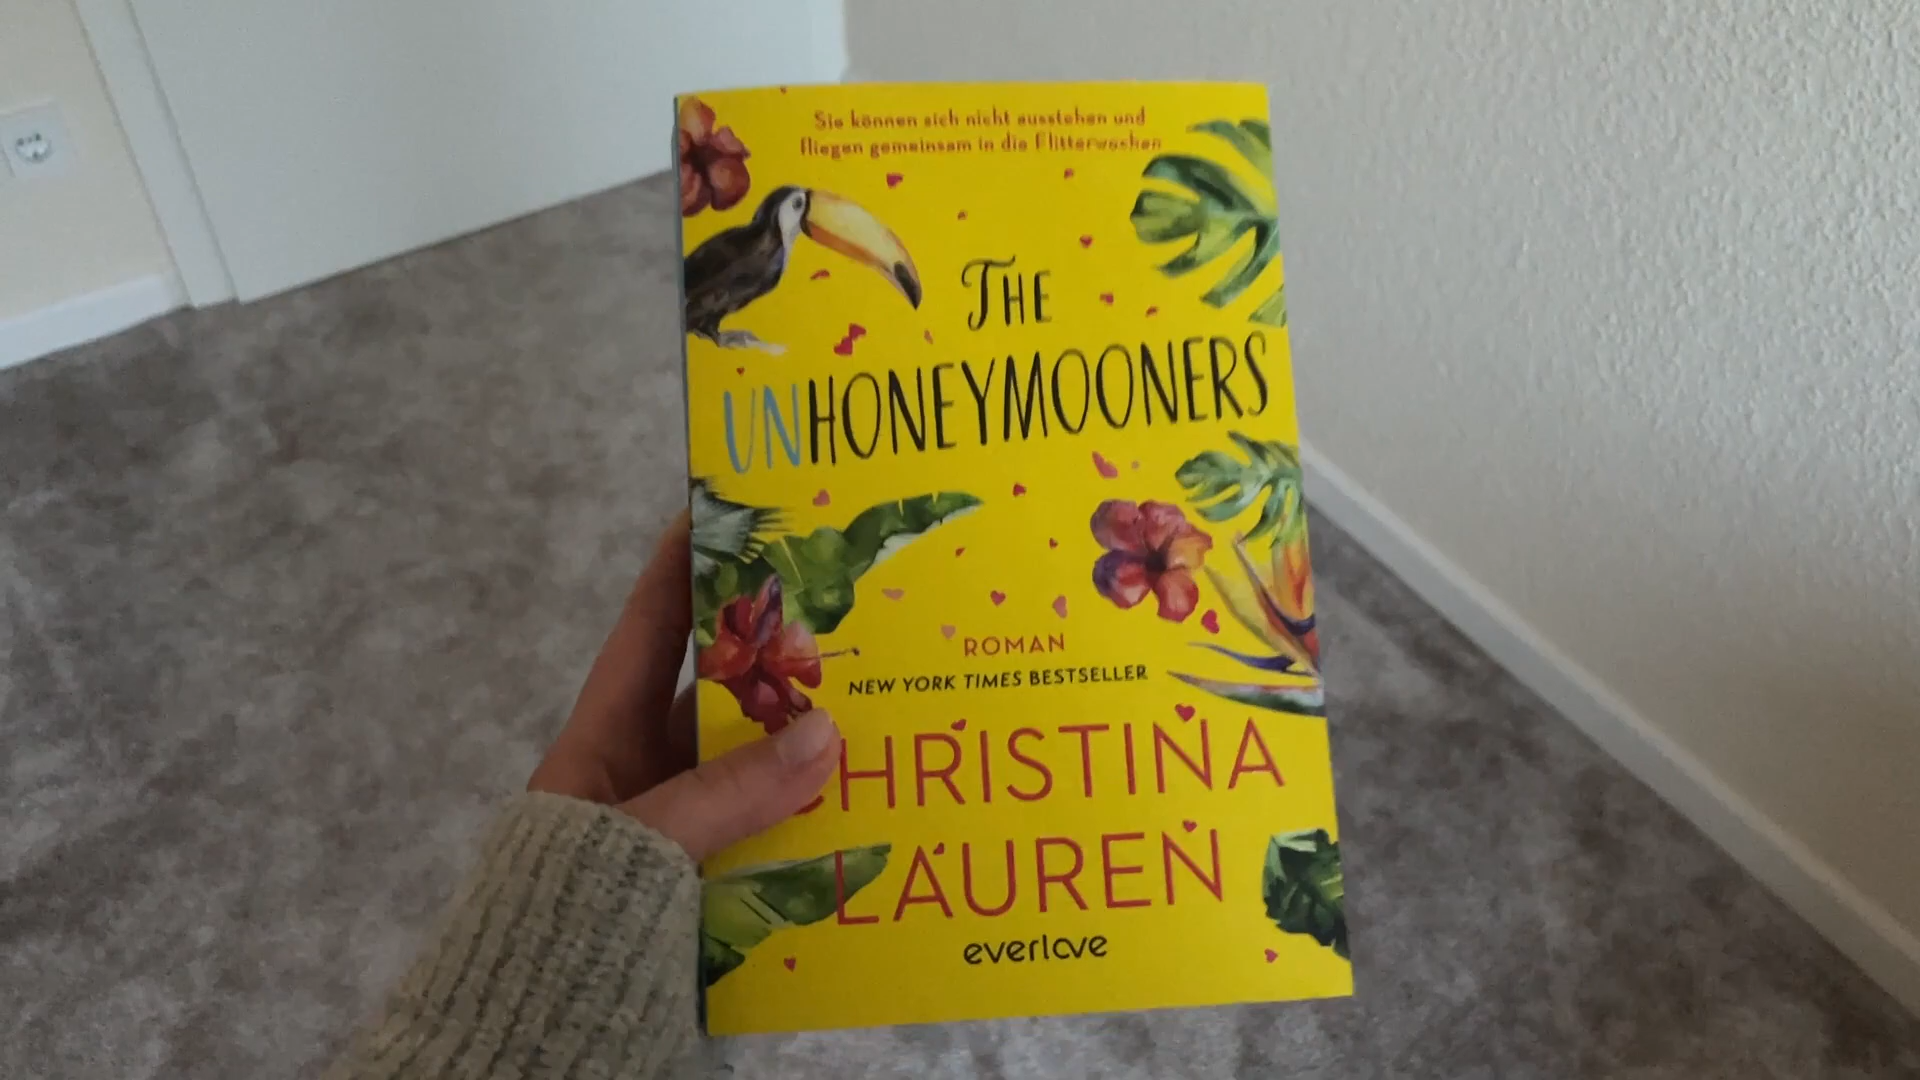 Sie können sich nicht ausstehen und
fliegen gemeinsam in die Flitterwochen
THE
UNHONEYMOONERS
ROMAN
NEW YORK TIMES BESTSELLER
CHRISTINA
LAUREN
everlove